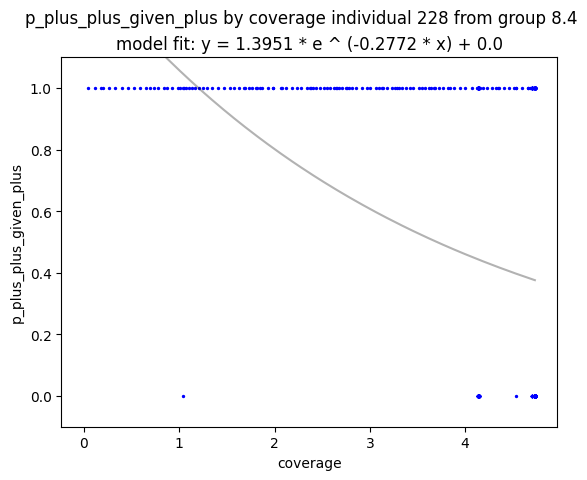 p_plus_plus_given_plus by coverage individual 228 from group 8.4
model fit: y = 1.3951 * e ^ (-0.2772 * x) + 0.0
1.0
0.8
0.6
0.4
0.2
0.0
p_plus_plus_given_plus
0 1 2 3 4
coverage